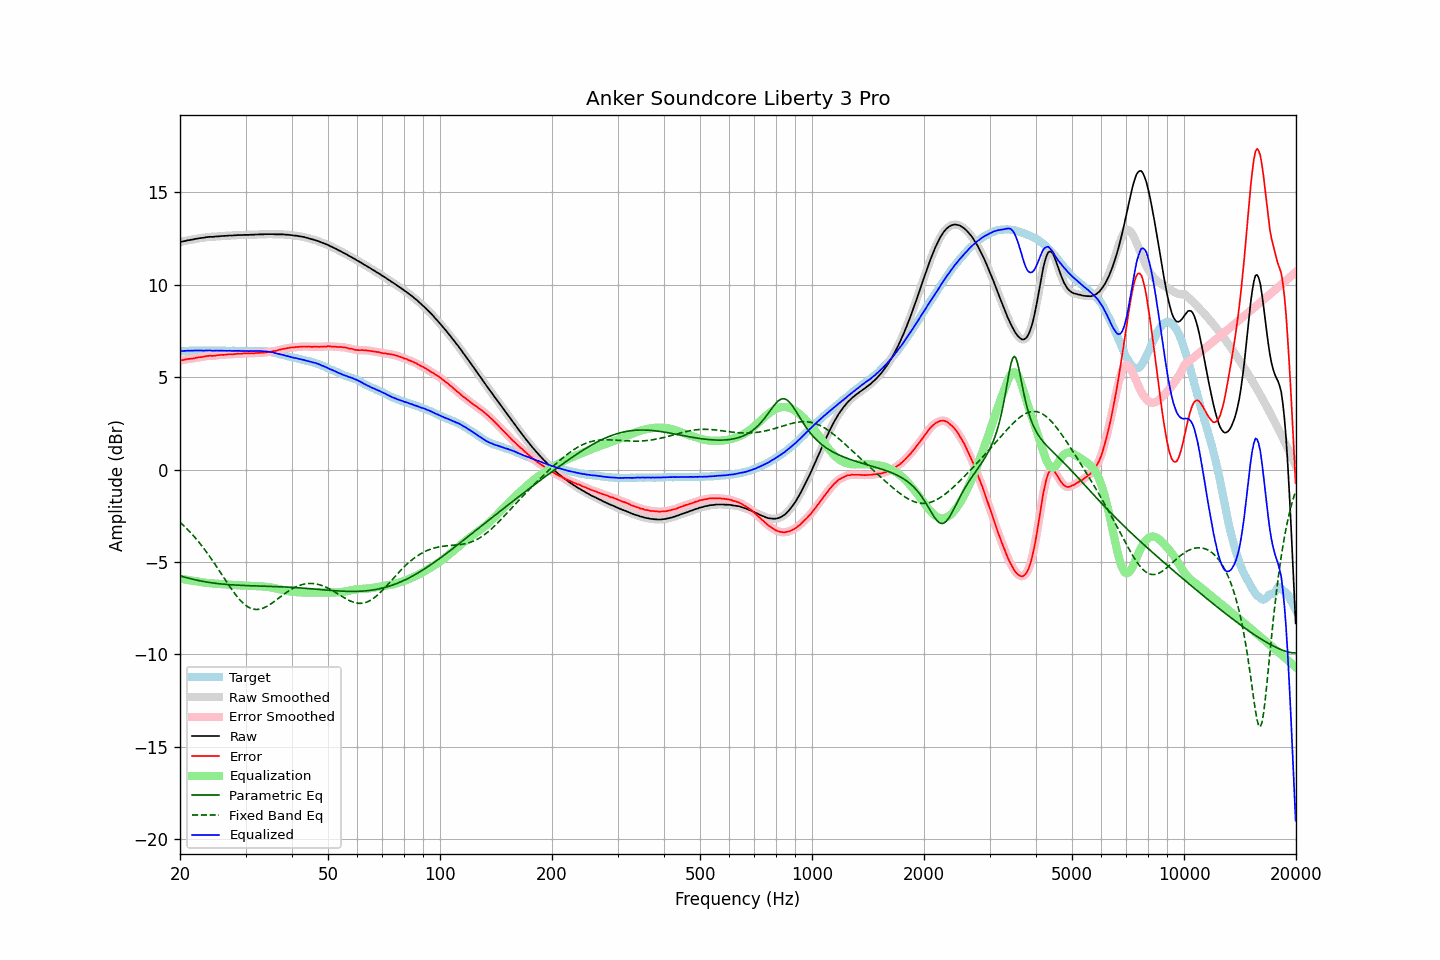 Anker Soundcore Liberty 3 Pro
Amplitude (dBr)
15
10
5
0
−5
−10
−15
−20
Target
Raw Smoothed
Error Smoothed
Raw
Error
Equalization
Parametric Eq
Fixed Band Eq
Equalized
20 50 100 200 500 1000 2000 5000 10000 20000
Frequency (Hz)